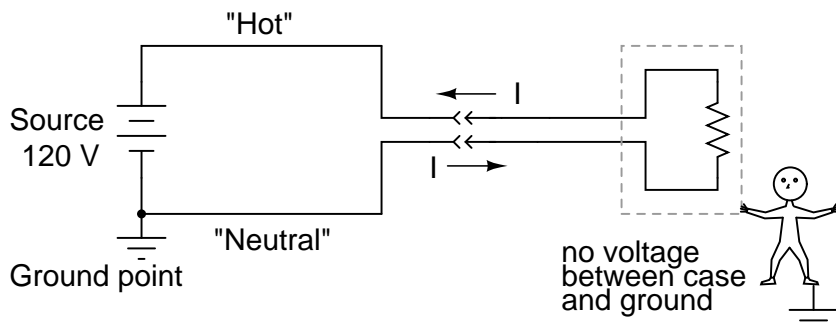 "Hot"
I
Source
120 V
I
"Neutral"
Ground point
no voltage
between case
and ground